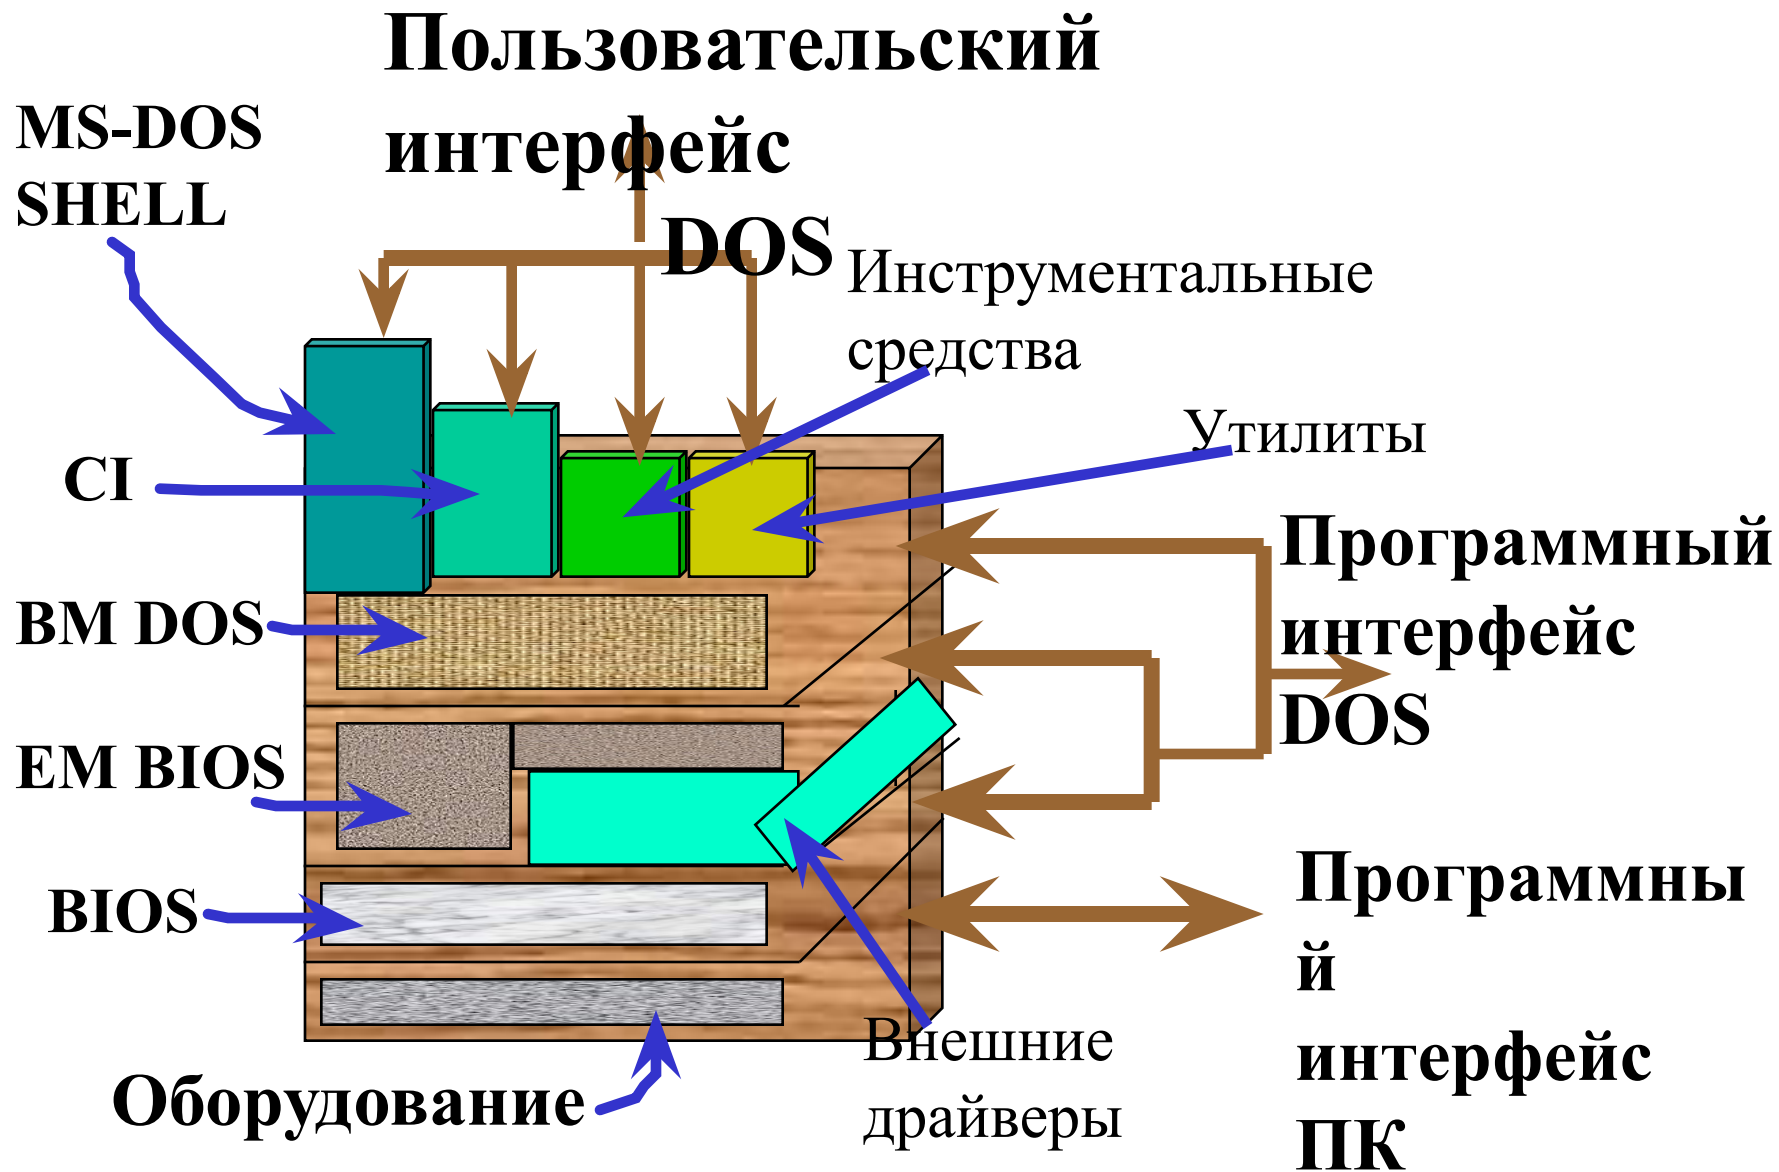 Пользовательский
интерфейс
DOS
MS-DOS
SHELL
Инструментальные
средства
Утилиты
CI
Программный
интерфейс
DOS
BM DOS
EM BIOS
BIOS
Программны
й
интерфейс
ПК
Внешние
драйверы
Оборудование